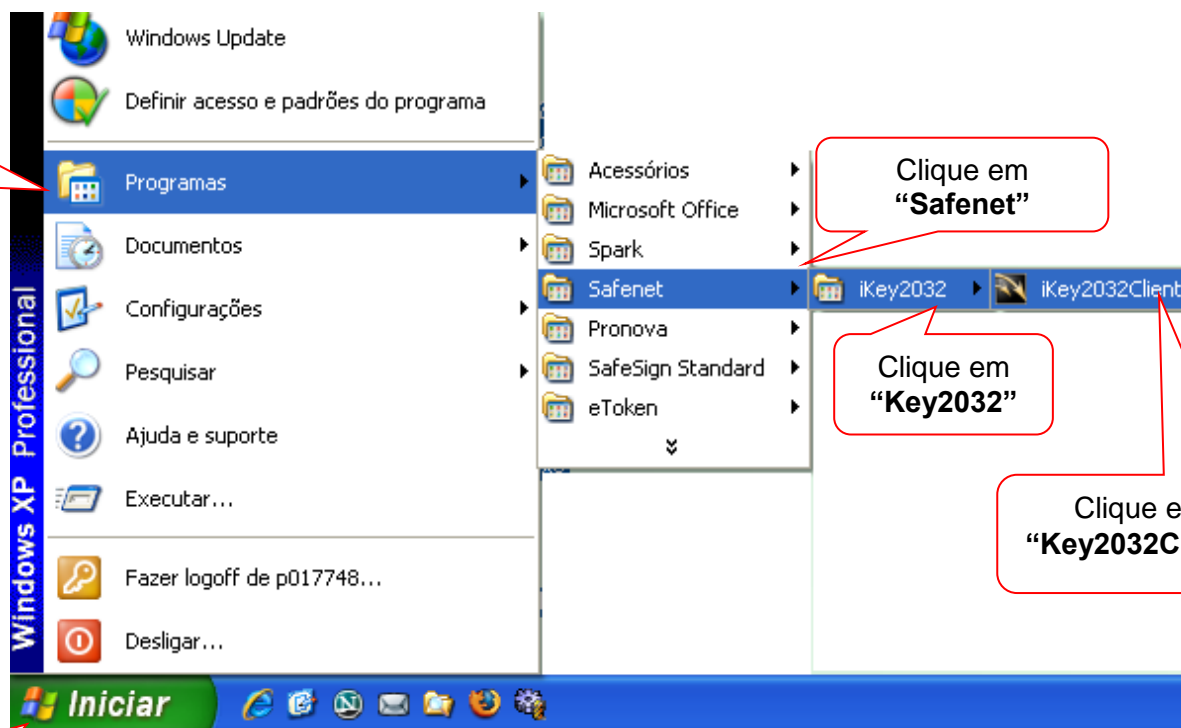 Windows Update
Definir acesso e padrões do programa
Programas
Documentos
Configurações
Pesquisar
Ajuda e suporte
Executar...
Fazer logoff de p017748...
Desligar...
Windows XP Professional
Iniciar
Acessórios
Microsoft Office
Spark
Safenet
Pronova
SafeSign Standard
eToken
iKey2032
iKey2032Client
Clique em
“Safenet”
Clique em
“Key2032”
Clique e
“Key2032C